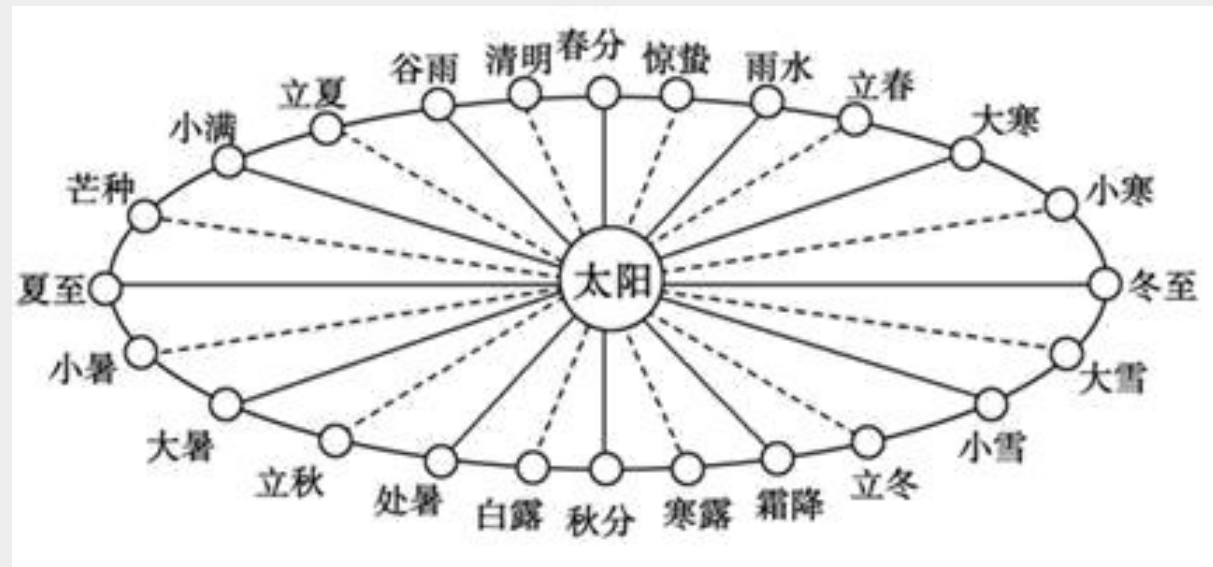 春分
清明
惊蛰
谷雨
雨水
立夏
立春
小满
大寒
芒种
小寒
太阳
夏至
冬至
小暑
大雪
大暑
小雪
立秋
立冬
处暑
霜降
白露
寒露
秋分